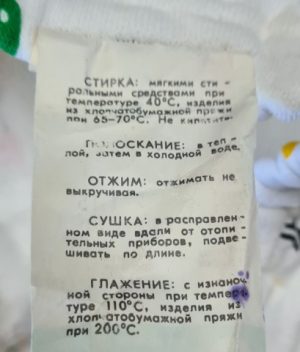 СТИРКА: мягкими сти-
ральными средствами при
температуре 40°С, изделия
из хлопчатобумажной пряжи
при 65-70°С. Не кипятить.
ПОЛОСКАНИЕ: в теп-
лой, затем в холодной воде.
ОТЖИМ: отжимать не
выкручивая.
СУШКА: в расправлен-
ном виде вдали от отопи-
тельных приборов, подве-
шивать по длине.
ГЛАЖЕНИЕ: с изнаноч-
ной стороны при темпера-
туре 110°С, изделия из
хлопчатобумажной пряжи
при 200°С.